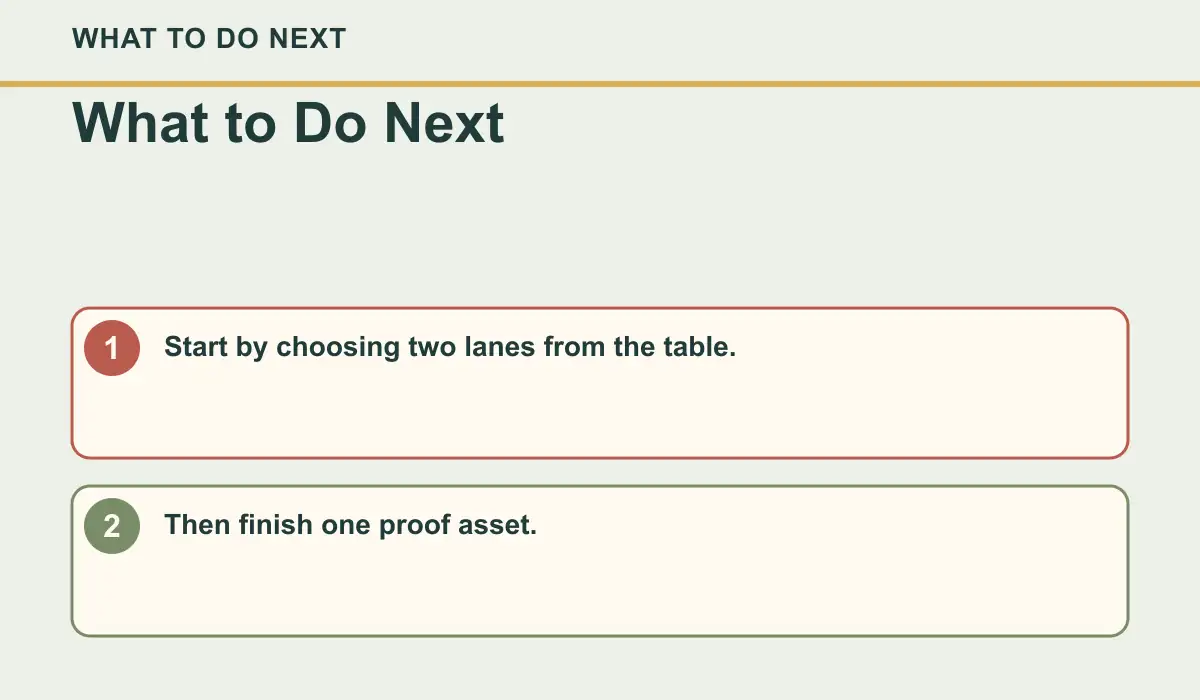 WHAT TO DO NEXT
What to Do Next
1
Start by choosing two lanes from the table.
2
Then finish one proof asset.